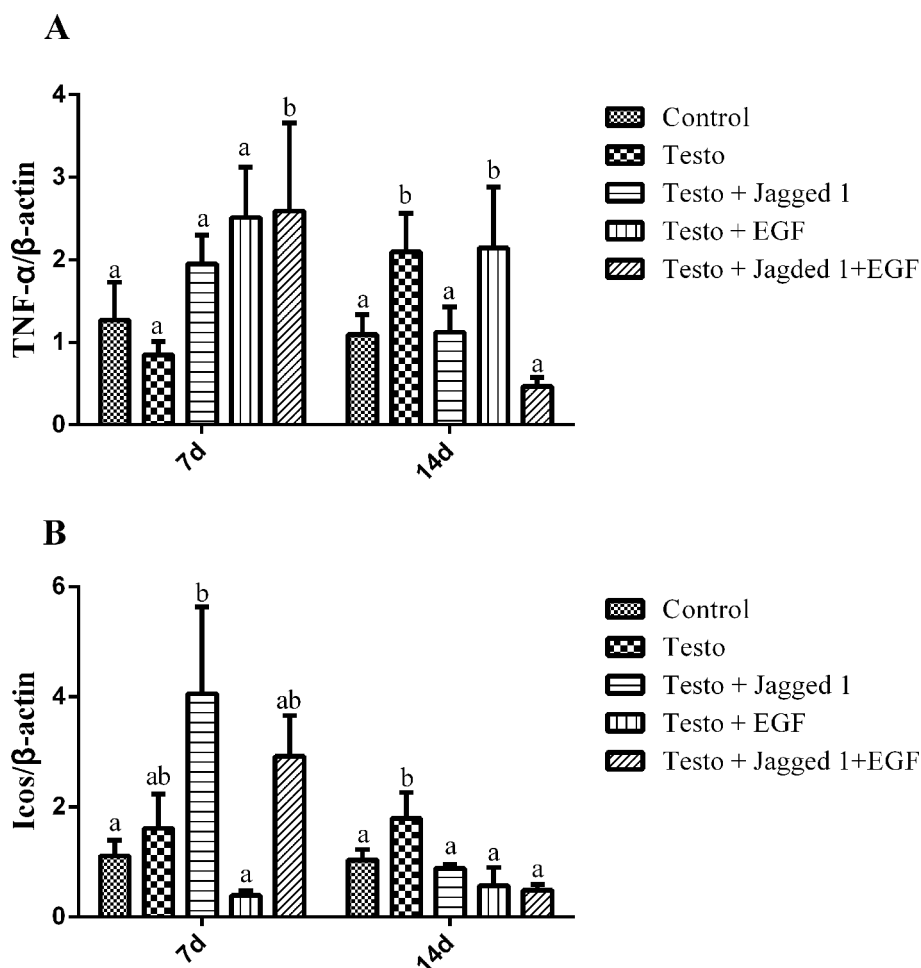 A
TNF-α/β-actin
4
3
2
1
0
a
a
a
a
b
a
b
a
b
a
7d
14d
Control
Testo
Testo + Jagged 1
Testo + EGF
Testo + Jagded 1+EGF
B
Icos/β-actin
6
4
2
0
a
ab
b
a
ab
a
b
a
a
a
7d
14d
Control
Testo
Testo + Jagged 1
Testo + EGF
Testo + Jagged 1+EGF